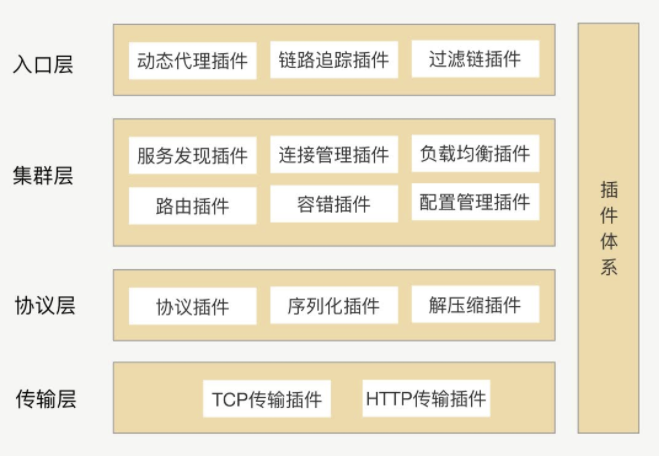 入口层
动态代理插件 链路追踪插件 过滤链插件
集群层
服务发现插件 连接管理插件 负载均衡插件
路由插件 容错插件 配置管理插件
协议层
协议插件 序列化插件 解压缩插件
传输层
TCP传输插件 HTTP传输插件
插件体系